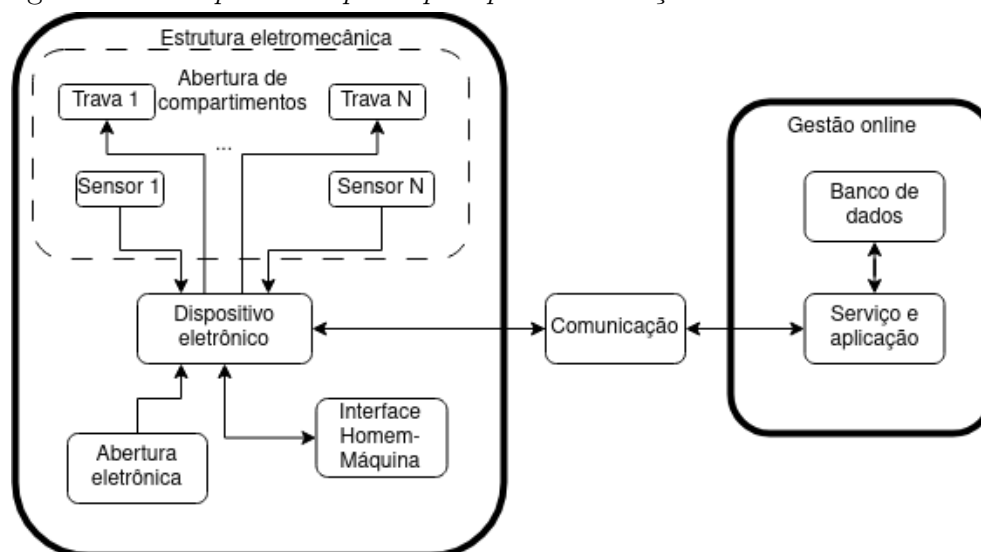 Estrutura eletromecânica
Abertura de
compartimentos
Trava 1
Trava N
...
Sensor 1
Sensor N
Dispositivo
eletrônico
Abertura
eletrônica
Interface
Homem-
Máquina
Comunicação
Gestão online
Banco de
dados
Serviço e
aplicação